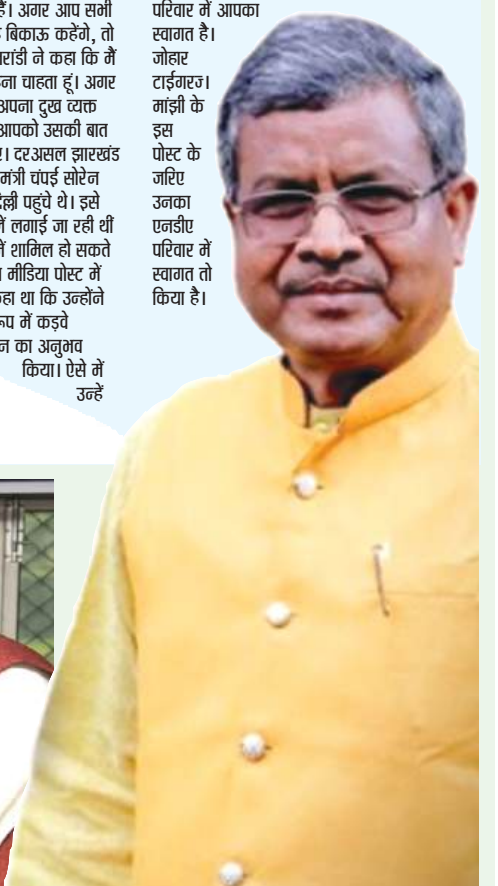 हैं। अगर आप सभी
बिकाऊ कहेंगे, तो
ने कहा कि मैं
चाहता हूं। अगर
अपना दुख व्यक्त
आपको उसकी बात
दरअसल झारखंड
मंत्री चंपई सोरेन
पहुंचे थे। इसे
लगाई जा रही थीं
शामिल हो सकते
मीडिया पोस्ट में
था कि उन्होंने
में कड़वे
का अनुभव
किया। ऐसे में
उन्हें
परिवार में आपका
स्वागत है।
जोहार
टाईगरज।
मांझी के
इस
पोस्ट के
जरिए
उनका
एनडीए
परिवार में
स्वागत तो
किया है।